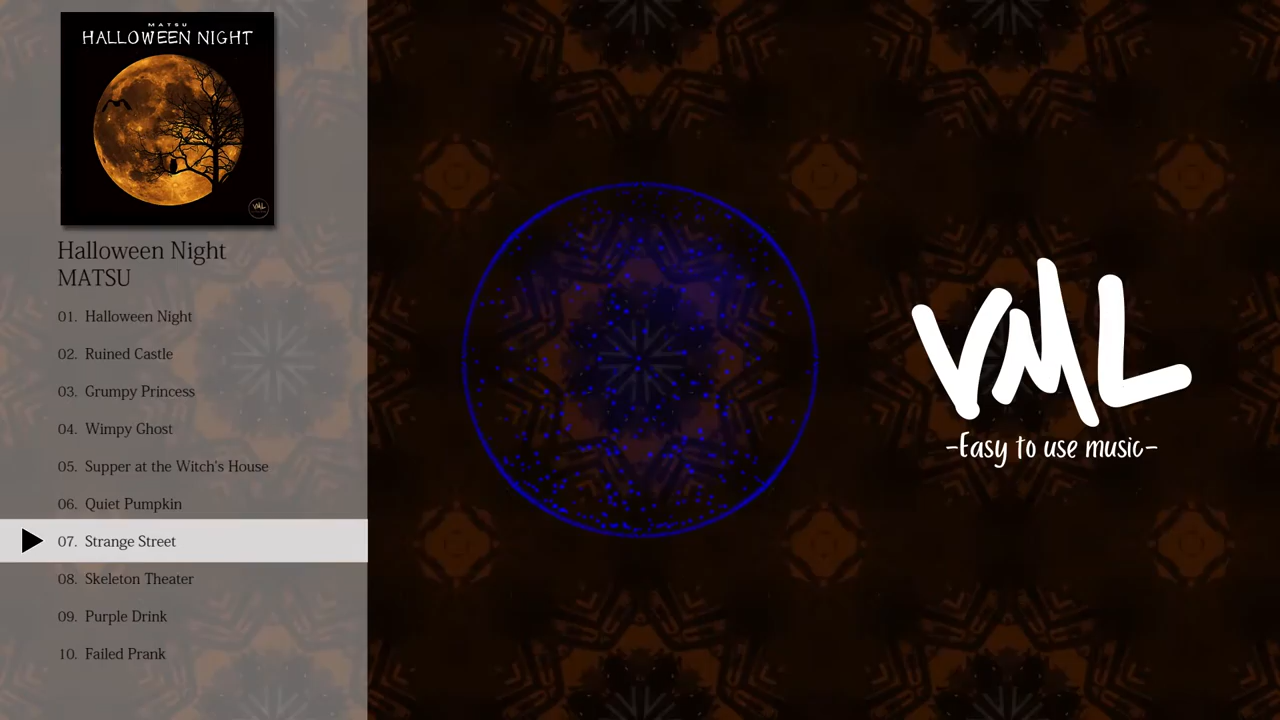 MATSU
HALLOWEEN NIGHT
VML
Halloween Night
MATSU
01. Halloween Night
02. Ruined Castle
03. Grumpy Princess
04. Wimpy Ghost
05. Supper at the Witch's House
06. Quiet Pumpkin
07. Strange Street
08. Skeleton Theater
09. Purple Drink
10. Failed Prank
VML
-Easy to use music-